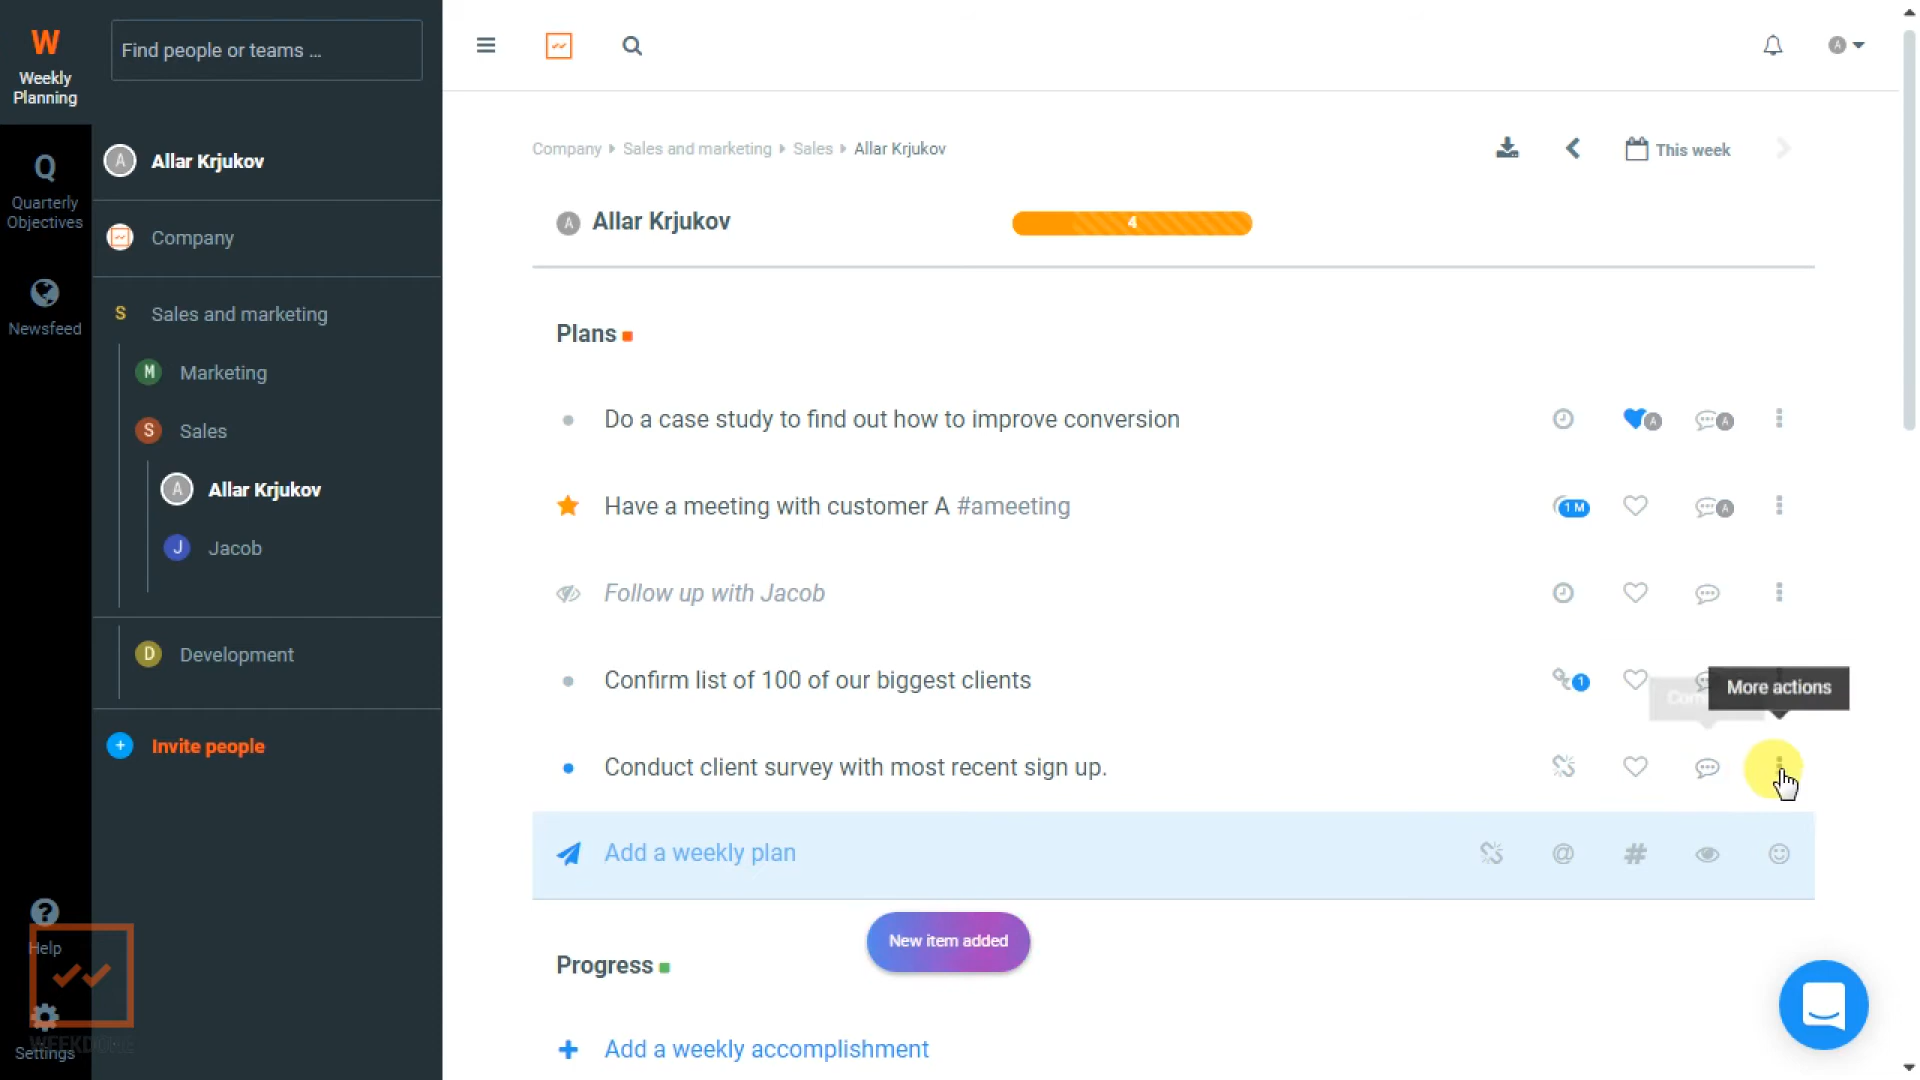 W
Weekly
Planning
Find people or teams ...
Q
Quarterly
Objectives
Newsfeed
Help
Settings
WEEKDONE
A Allar Krjukov
Company
S Sales and marketing
M Marketing
S Sales
A Allar Krjukov
J Jacob
D Development
Invite people
A
Company Sales and marketing Sales Allar Krjukov
This week
A Allar Krjukov
4
Plans
Do a case study to find out how to improve conversion
A A
Have a meeting with customer A #ameeting
1 M
A
Follow up with Jacob
Confirm list of 100 of our biggest clients
1
More actions
Conduct client survey with most recent sign up.
Add a weekly plan
@ #
New item added
Progress
Add a weekly accomplishment